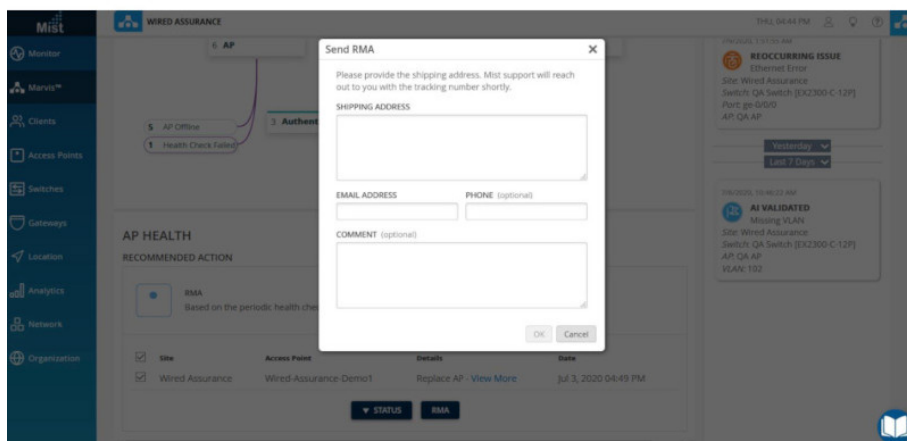 Mist
WIRED ASSURANCE
THU, 04:44 PM
Monitor
Marvis™
Clients
Access Points
Switches
Gateways
Location
Analytics
Network
Organization
6 AP
5 AP Offline
1 Health Check Failed
3 Authent
AP HEALTH
RECOMMENDED ACTION
RMA
Based on the periodic health che
Site Access Point Details Date
Wired Assurance Wired-Assurance-Demo1 Replace AP - View More Jul 3, 2020 04:49 PM
STATUS RMA
Send RMA
Please provide the shipping address. Mist support will reach
out to you with the tracking number shortly.
SHIPPING ADDRESS
EMAIL ADDRESS PHONE (optional)
COMMENT (optional)
OK Cancel
REOCCURRING ISSUE
Ethernet Error
Site: Wired Assurance
Switch: QA Switch [EX2300-C-12P]
Port: ge-0/0/0
AP: QA AP
Yesterday
Last 7 Days
AI VALIDATED
Missing VLAN
Site: Wired Assurance
Switch: QA Switch [EX2300-C-12P]
AP: QA AP
VLAN: 102